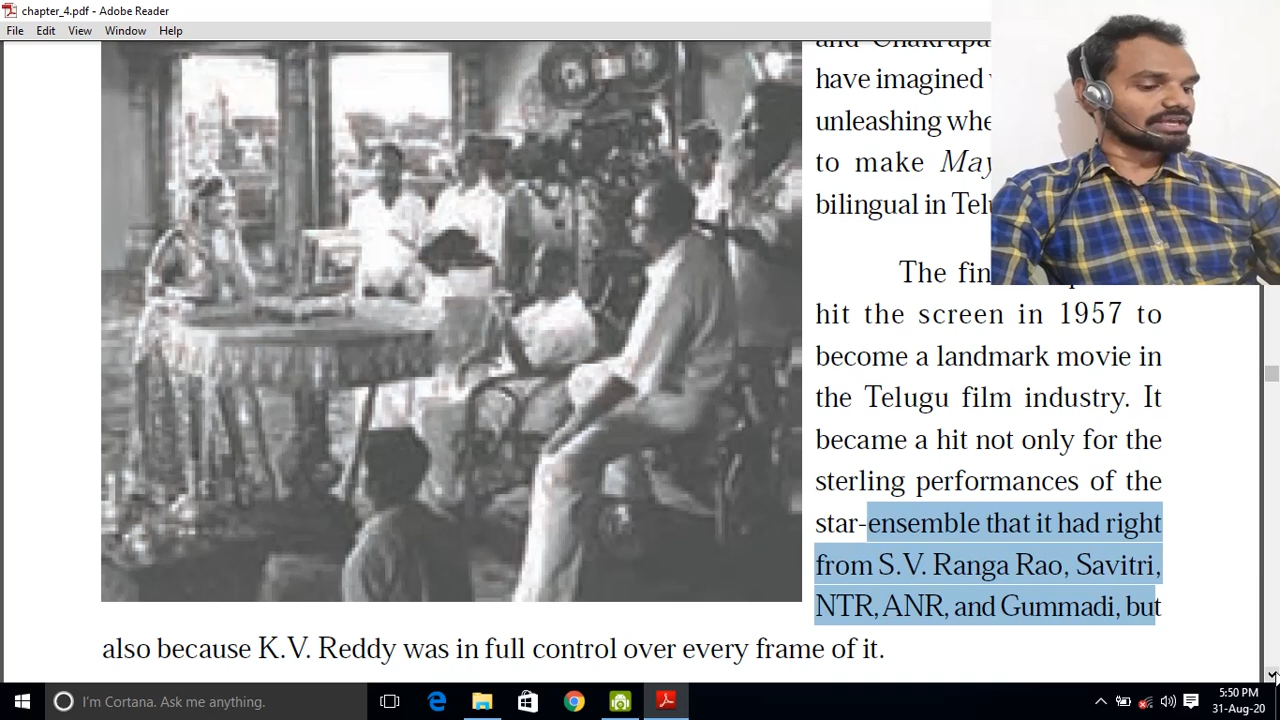 chapter_4.pdf - Adobe Reader
File Edit View Window Help
have imagined
unleashing
to make
bilingual in
The
hit the screen in 1957 to
become a landmark movie in
the Telugu film industry. It
became a hit not only for the
sterling performances of the
star-ensemble that it had right
from S.V. Ranga Rao, Savitri,
NTR, ANR, and Gummadi, but
also because K.V. Reddy was in full control over every frame of it.
I'm Cortana. Ask me anything.
5:50 PM
31-Aug-20